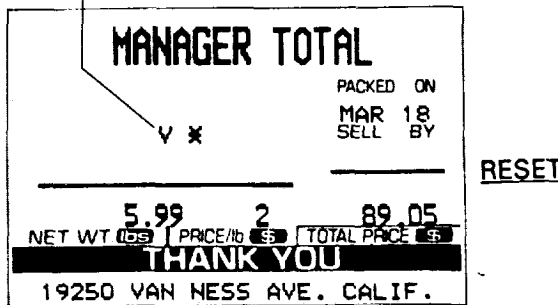 MANAGER TOTAL
PACKED ON
MAR 18
SELL BY
Y *
RESET
5.99 2 89.05
NET WT lbs PRICE/lb $ TOTAL PRICE $
THANK YOU
19250 VAN NESS AVE. CALIF.